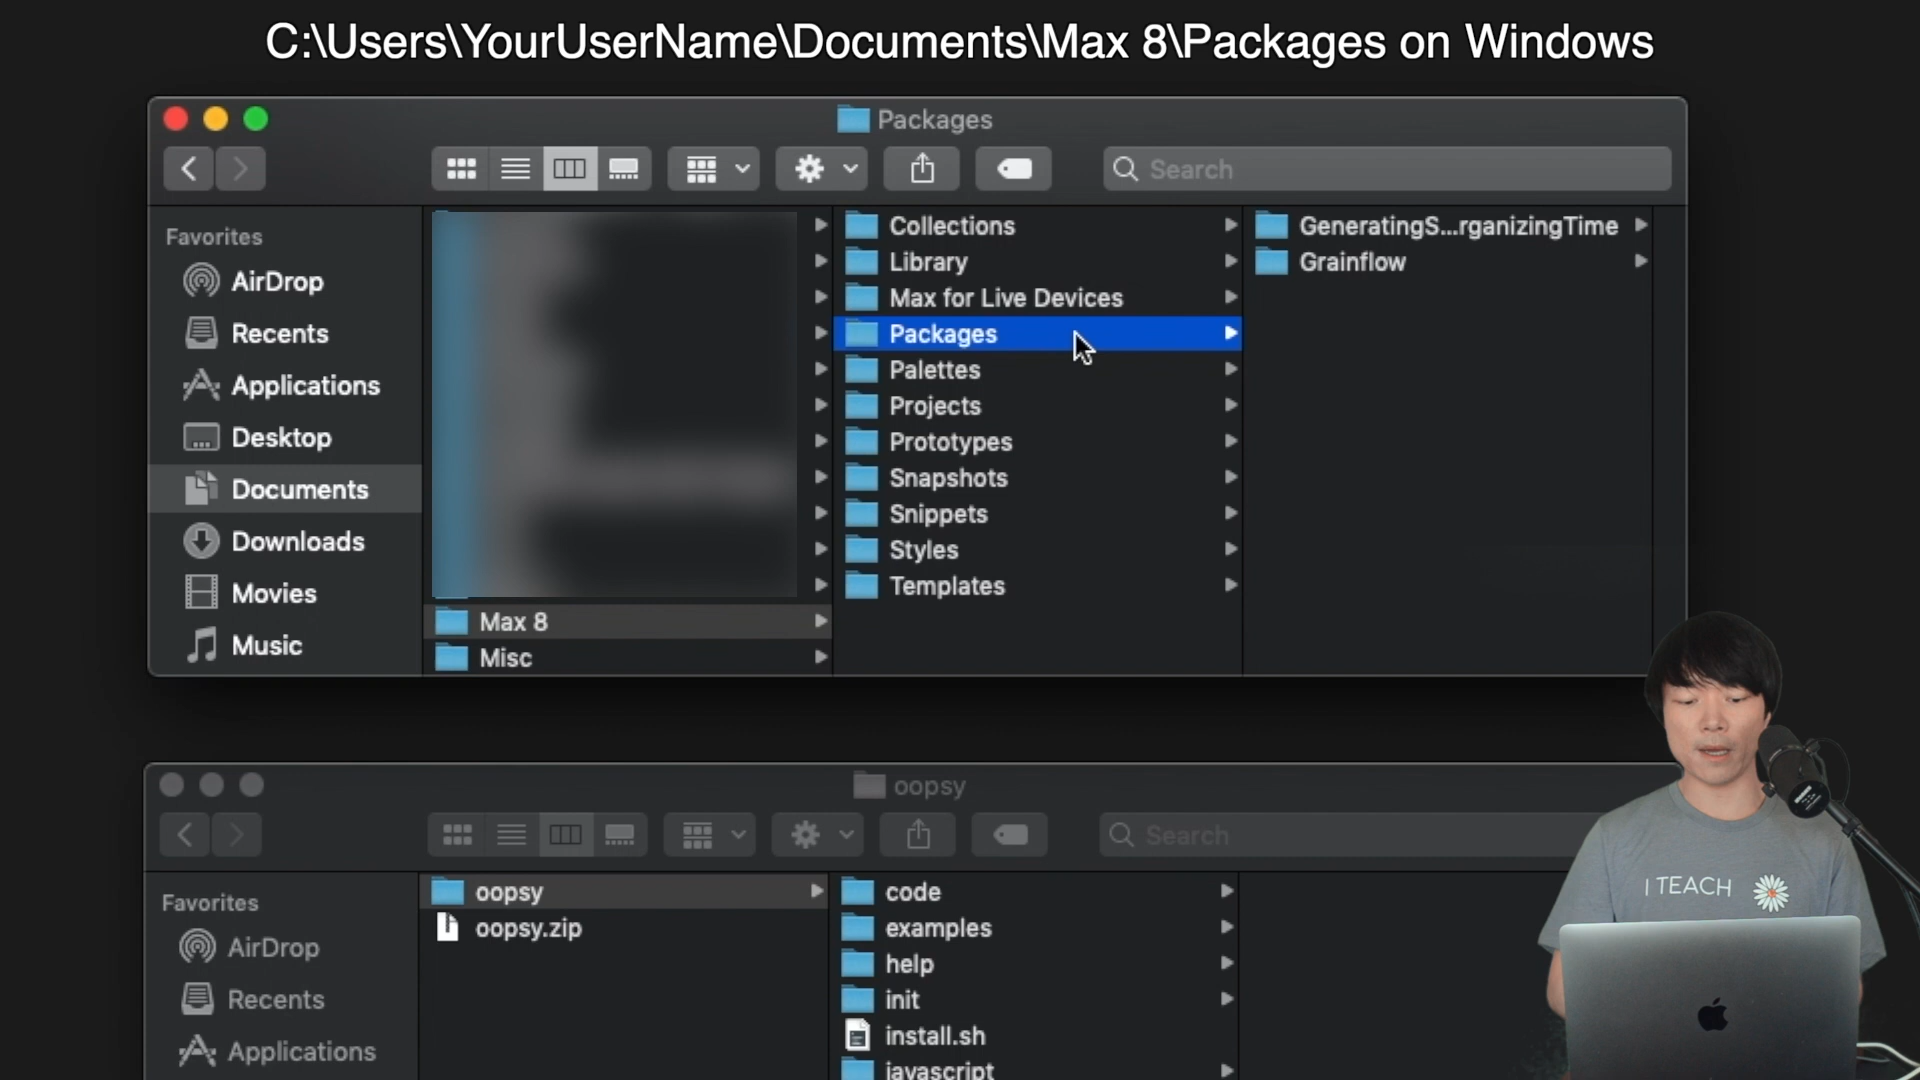 C:\Users\YourUserName\Documents\Max 8\Packages on Windows
Packages
Search
Favorites
AirDrop
Recents
Applications
Desktop
Documents
Downloads
Movies
Music
Max 8
Misc
Collections
Library
Max for Live Devices
Packages
Palettes
Projects
Prototypes
Snapshots
Snippets
Styles
Templates
GeneratingS...rganizingTime
Grainflow
oopsy
Search
Favorites
AirDrop
Recents
Applications
oopsy
oopsy.zip
code
examples
help
init
install.sh
javascript
I TEACH